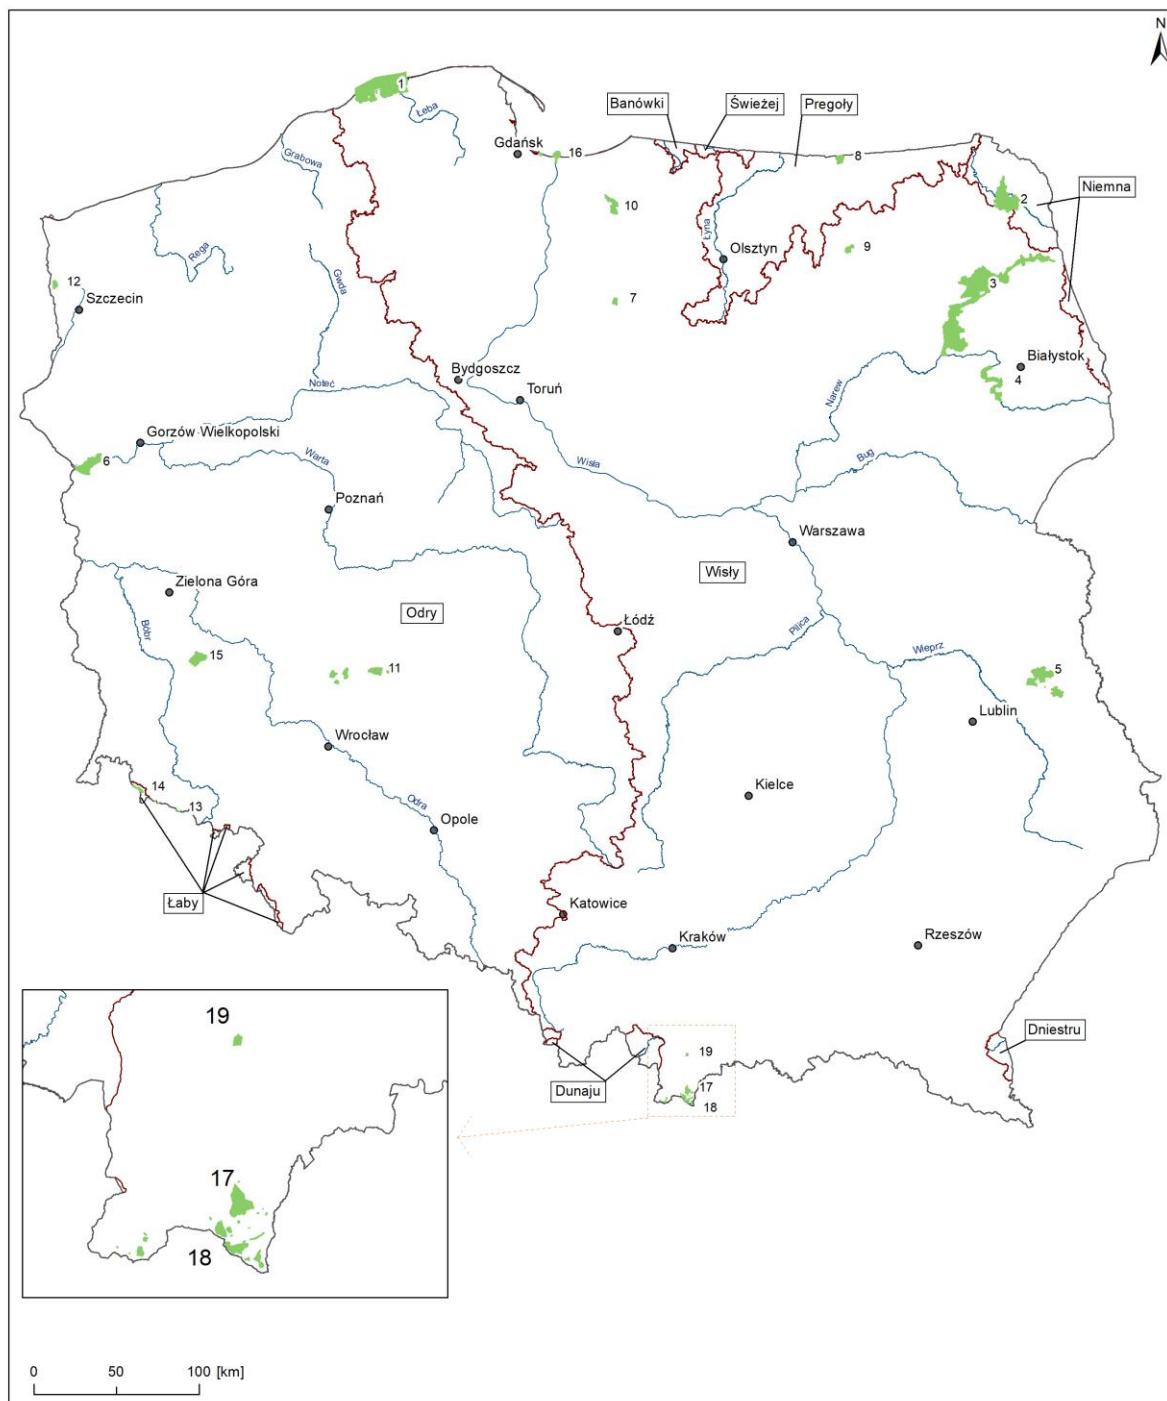 N
1
Łeba
Banówki
Świeżej
Pregoły
Gdańsk
Grabowa
16
8
Niemna
2
10
Łyna
Olsztyn
9
Rega
Gwda
12
3
Szczecin
7
Białystok
4
Bydgoszcz
Noteć
Toruń
Narew
Gorzów Wielkopolski
6
Warta
Wisła
Bug
Poznań
Warszawa
Wisły
Zielona Góra
Odry
Bóbr
Łódź
Pilica
Wieprz
15
11
5
Lublin
Wrocław
14
13
Kielce
Odra
Opole
Łaby
Katowice
Kraków
Rzeszów
19
Dniestru
19
Dunaju
17
18
17
18
0 50 100 [km]